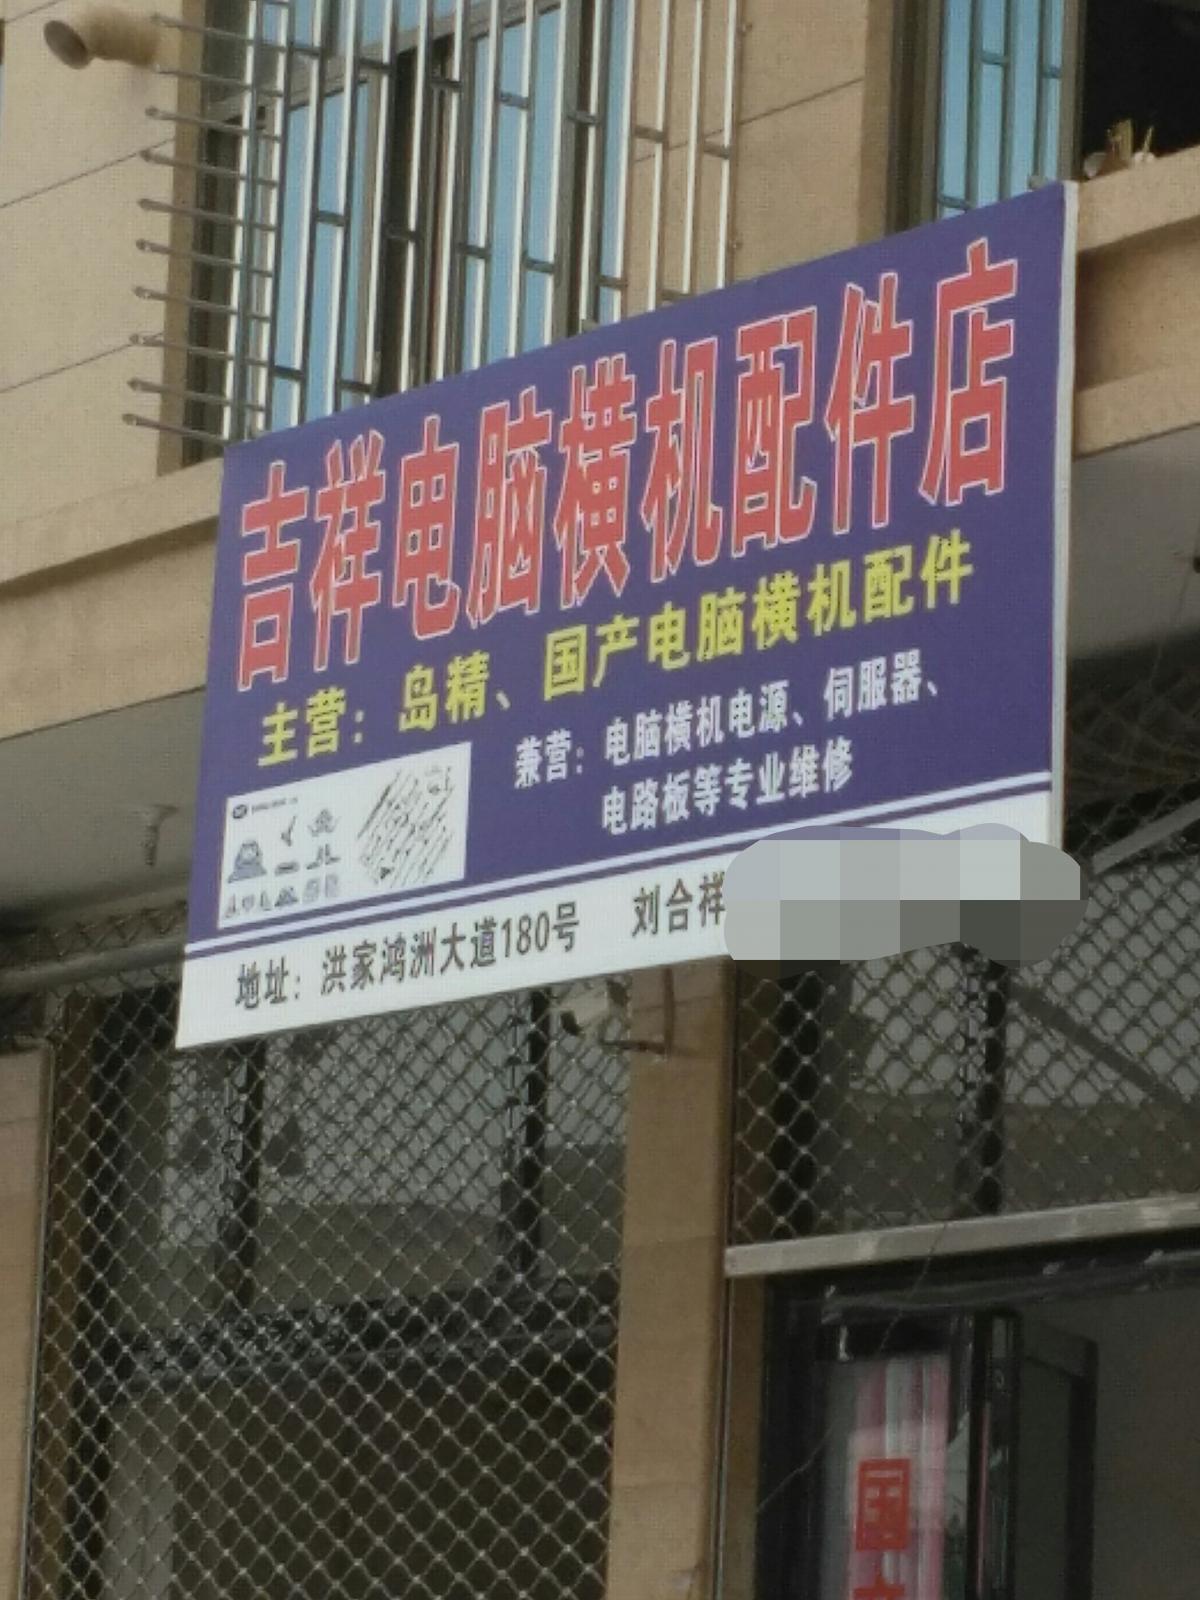 吉祥电脑横机配件店
主营：岛精、国产电脑横机配件
兼营：电脑横机电源、伺服器、
电路板等专业维修
地址：洪家鸿洲大道180号 刘合祥
国